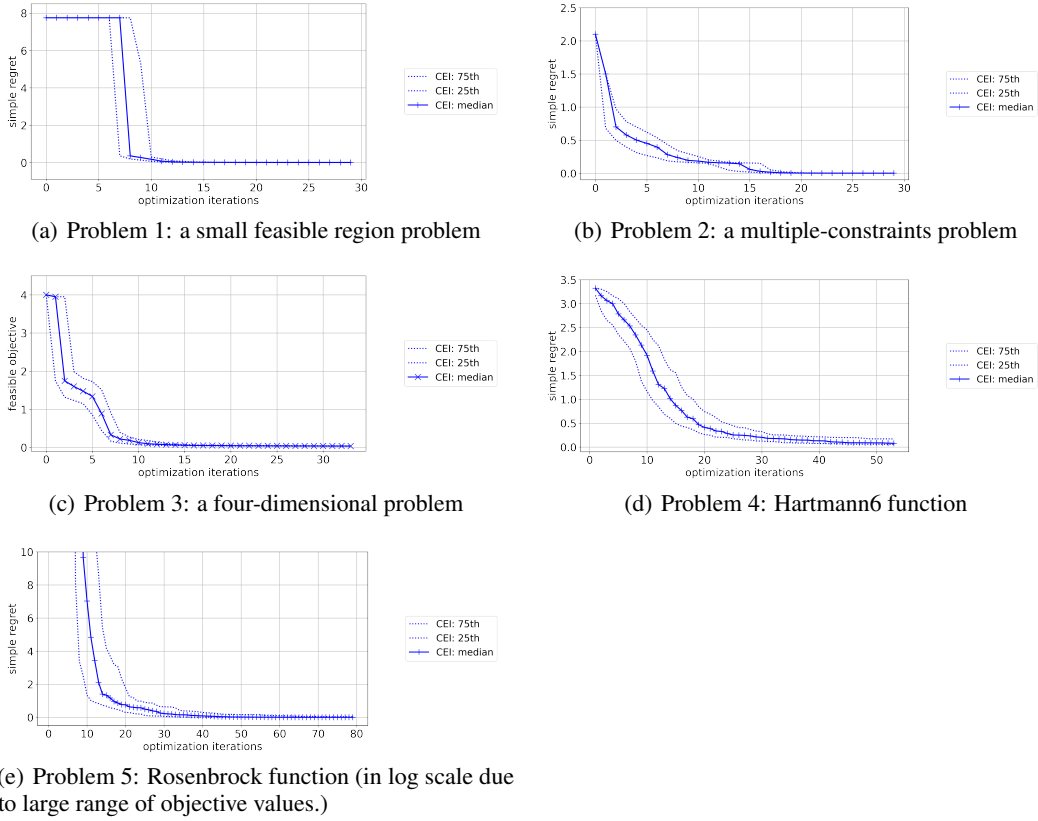 8
6
4
2
0
simple regret
0 5 10 15 20 25 30
optimization iterations
CEI: 75th
CEI: 25th
CEI: median
(a) Problem 1: a small feasible region problem
2.5
2.0
1.5
1.0
0.5
0.0
simple regret
0 5 10 15 20 25 30
optimization iterations
CEI: 75th
CEI: 25th
CEI: median
(b) Problem 2: a multiple-constraints problem
4
3
2
1
0
feasible objective
0 5 10 15 20 25 30
optimization iterations
CEI: 75th
CEI: 25th
CEI: median
(c) Problem 3: a four-dimensional problem
3.5
3.0
2.5
2.0
1.5
1.0
0.5
0.0
simple regret
0 10 20 30 40 50
optimization iterations
CEI: 75th
CEI: 25th
CEI: median
(d) Problem 4: Hartmann6 function
10
8
6
4
2
0
simple regret
0 10 20 30 40 50 60 70 80
optimization iterations
CEI: 75th
CEI: 25th
CEI: median
(e) Problem 5: Rosenbrock function (in log scale due
to large range of objective values.)